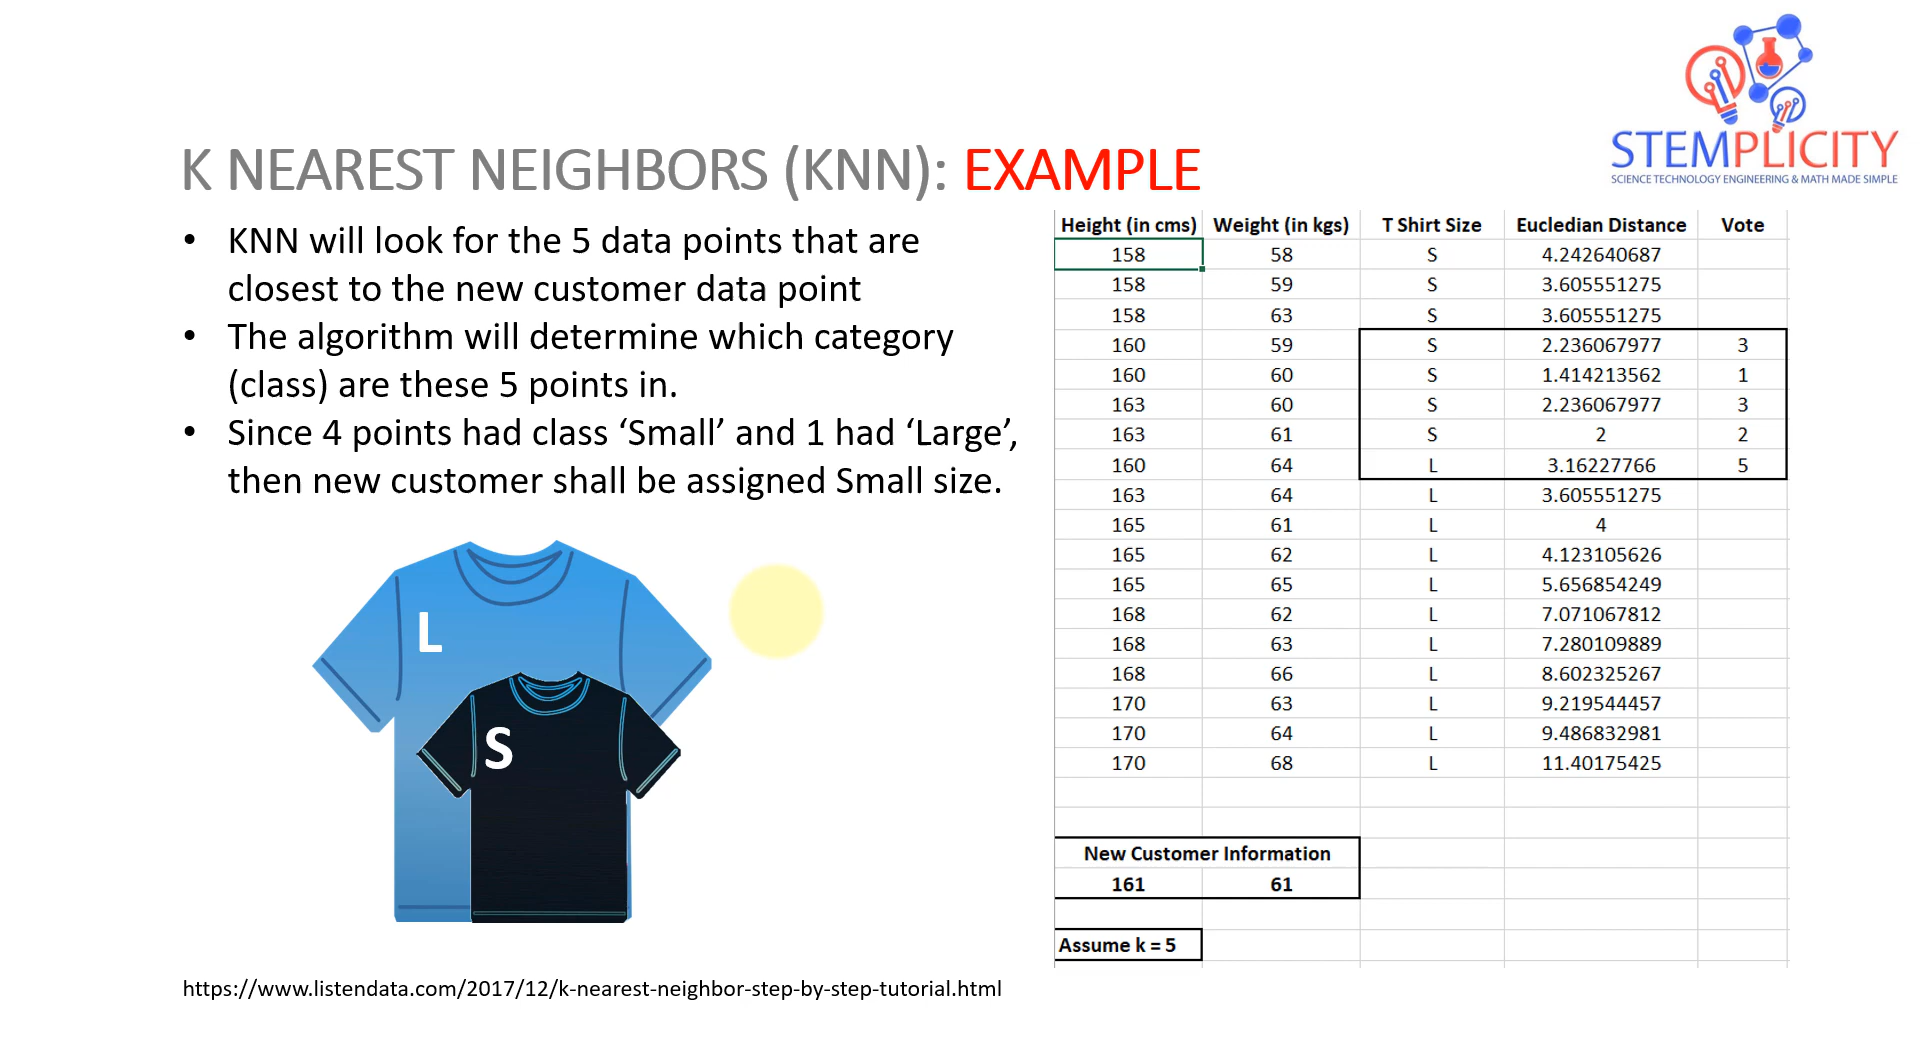 STEMPLICITY
SCIENCE TECHNOLOGY ENGINEERING & MATH MADE SIMPLE
K NEAREST NEIGHBORS (KNN): EXAMPLE
• KNN will look for the 5 data points that are
closest to the new customer data point
• The algorithm will determine which category
(class) are these 5 points in.
• Since 4 points had class ‘Small’ and 1 had ‘Large’,
then new customer shall be assigned Small size.
L
S
https://www.listendata.com/2017/12/k-nearest-neighbor-step-by-step-tutorial.html
Height (in cms) Weight (in kgs) T Shirt Size Eucledian Distance Vote
158 58 S 4.242640687
158 59 S 3.605551275
158 63 S 3.605551275
160 59 S 2.236067977 3
160 60 S 1.414213562 1
163 60 S 2.236067977 3
163 61 S 2 2
160 64 L 3.16227766 5
163 64 L 3.605551275
165 61 L 4
165 62 L 4.123105626
165 65 L 5.656854249
168 62 L 7.071067812
168 63 L 7.280109889
168 66 L 8.602325267
170 63 L 9.219544457
170 64 L 9.486832981
170 68 L 11.40175425
New Customer Information
161 61
Assume k = 5